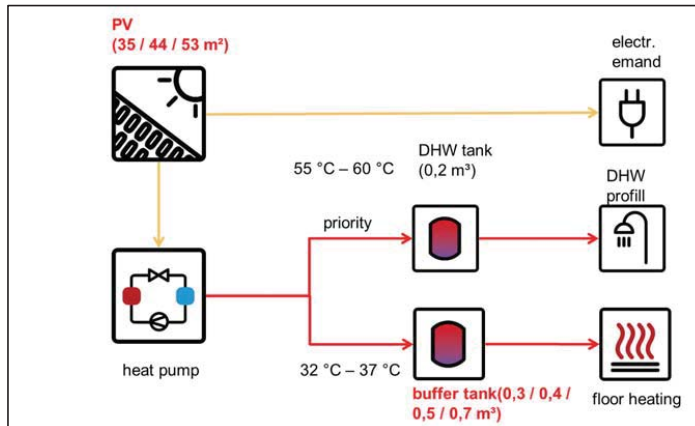 PV
(35 / 44 / 53 m²)
electr.
emand
55 °C – 60 °C
DHW tank
(0,2 m³)
DHW
profill
priority
heat pump
32 °C – 37 °C
buffer tank(0,3 / 0,4 /
0,5 / 0,7 m³)
floor heating